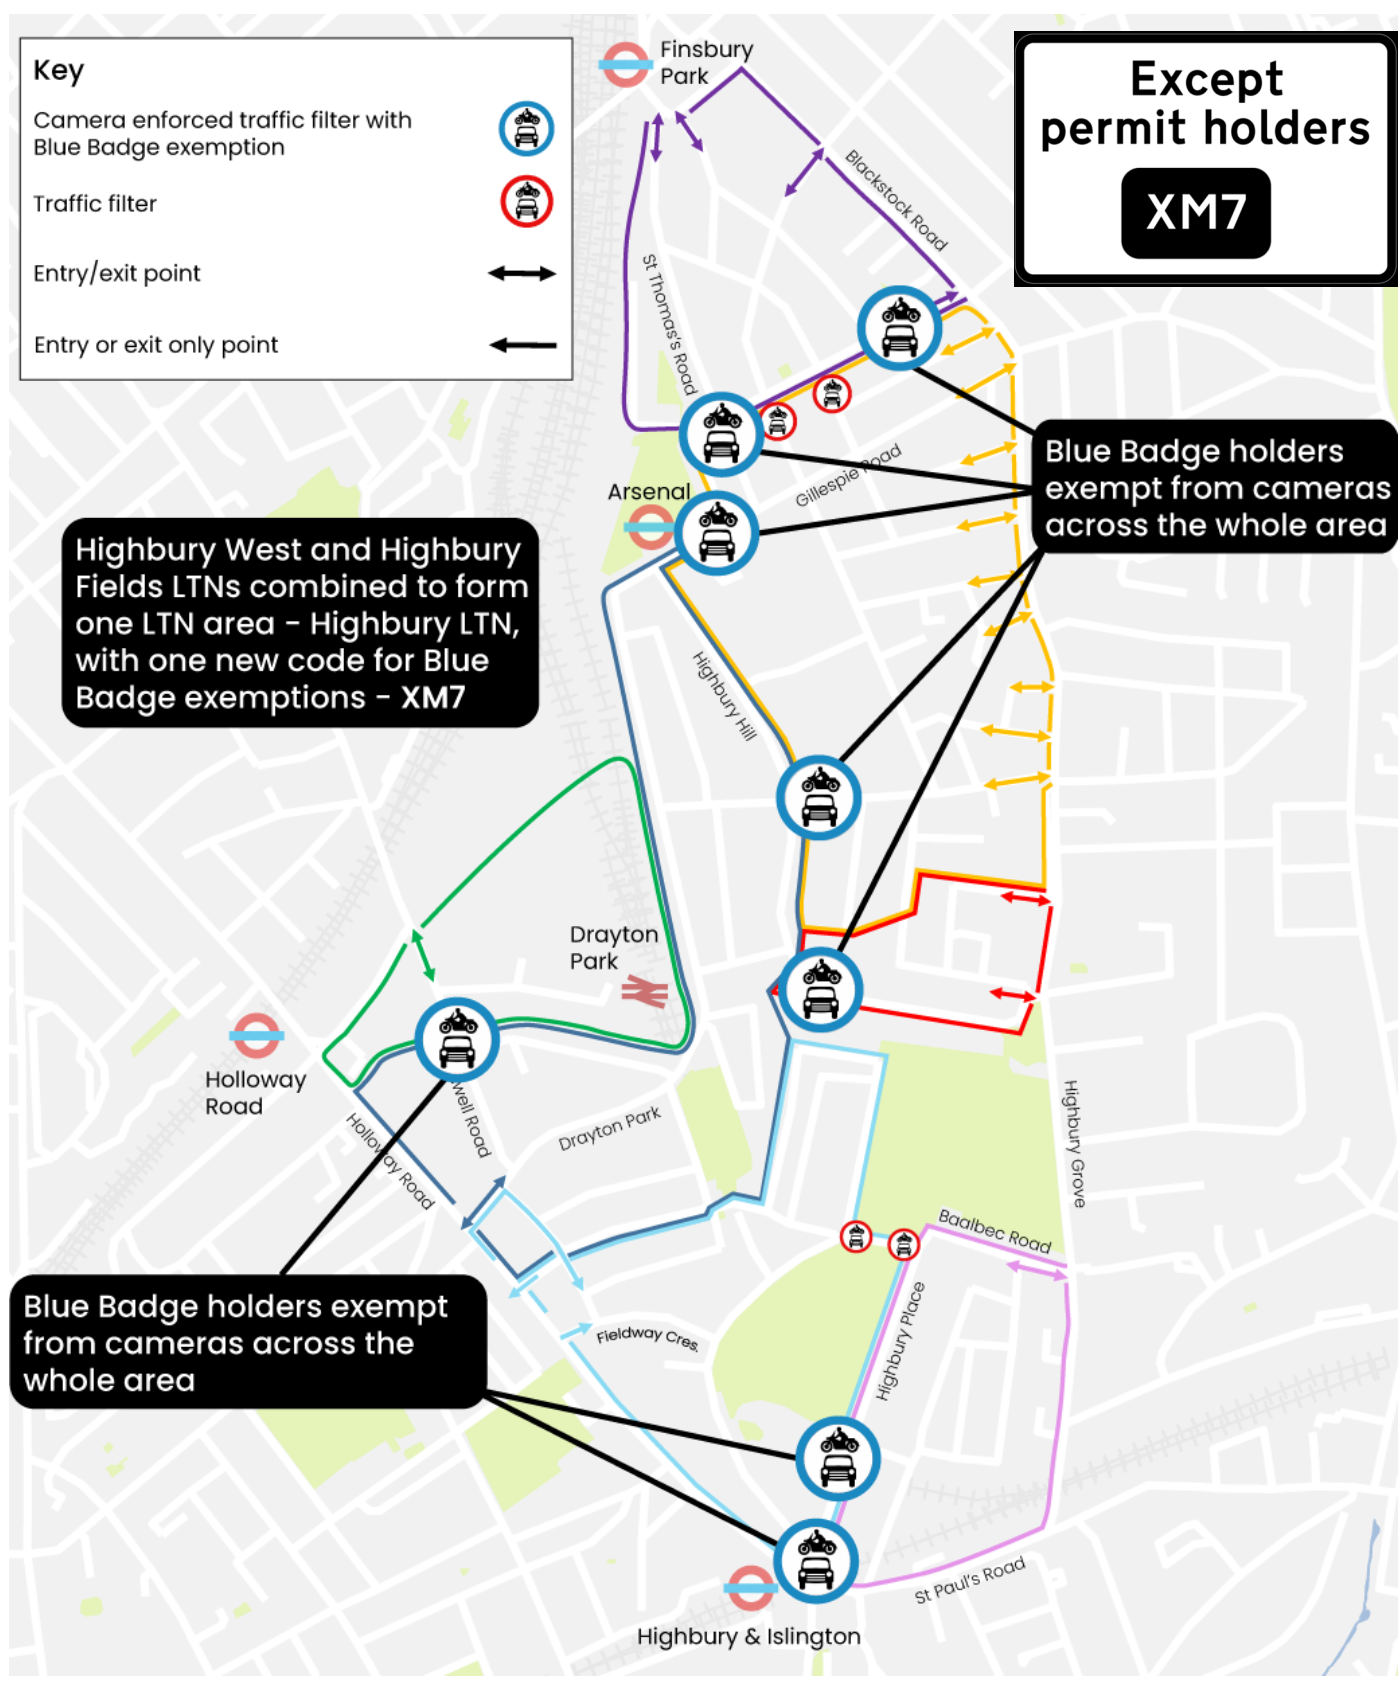 Key
Camera enforced traffic filter with
Blue Badge exemption
Traffic filter
Entry/exit point
Entry or exit only point
Finsbury
Park
Except
permit holders
XM7
Blackstock Road
St Thomas's Road
Gillespie Road
Arsenal
Blue Badge holders
exempt from cameras
across the whole area
Highbury West and Highbury
Fields LTNs combined to form
one LTN area - Highbury LTN,
with one new code for Blue
Badge exemptions - XM7
Highbury Hill
Drayton
Park
Holloway
Road
Holloway Road
well Road
Drayton Park
Highbury Grove
Baalbec Road
Highbury Place
Fieldway Cres.
Blue Badge holders exempt
from cameras across the
whole area
St Paul's Road
Highbury & Islington